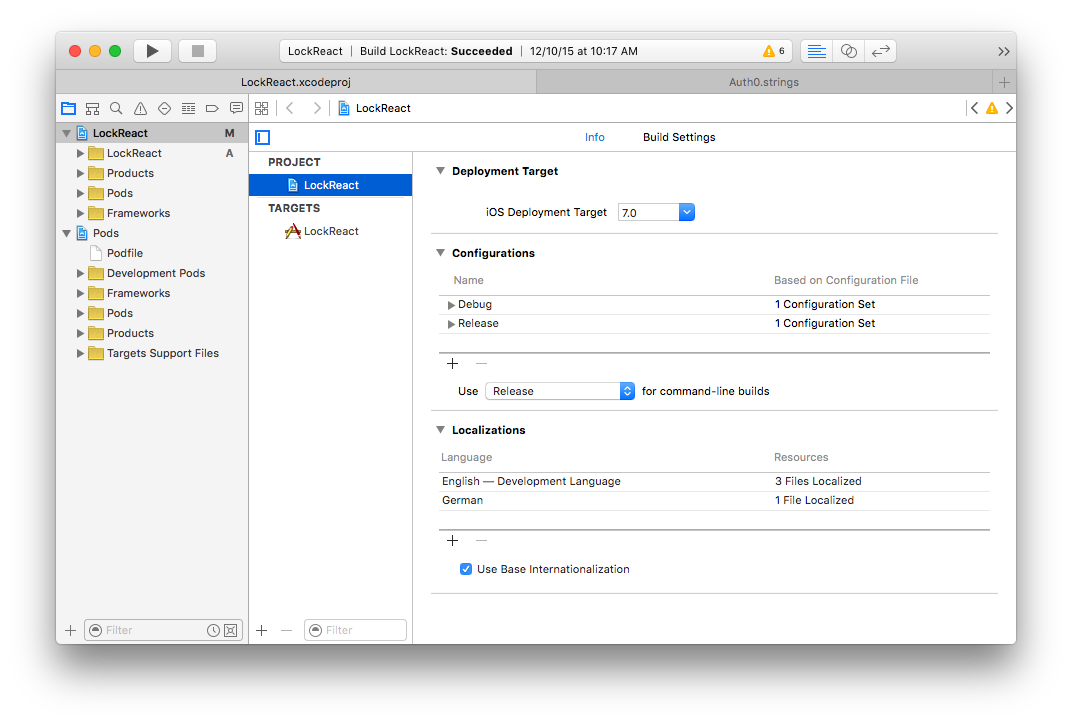 LockReact | Build LockReact: Succeeded | 12/10/15 at 10:17 AM 6
LockReact.xcodeproj Auth0.strings
LockReact
LockReact M
LockReact A
Products
Pods
Frameworks
Pods
Podfile
Development Pods
Frameworks
Pods
Products
Targets Support Files
Filter
PROJECT
LockReact
TARGETS
LockReact
Filter
Info Build Settings
Deployment Target
iOS Deployment Target 7.0
Configurations
Name Based on Configuration File
Debug 1 Configuration Set
Release 1 Configuration Set
Use Release for command-line builds
Localizations
Language Resources
English — Development Language 3 Files Localized
German 1 File Localized
Use Base Internationalization